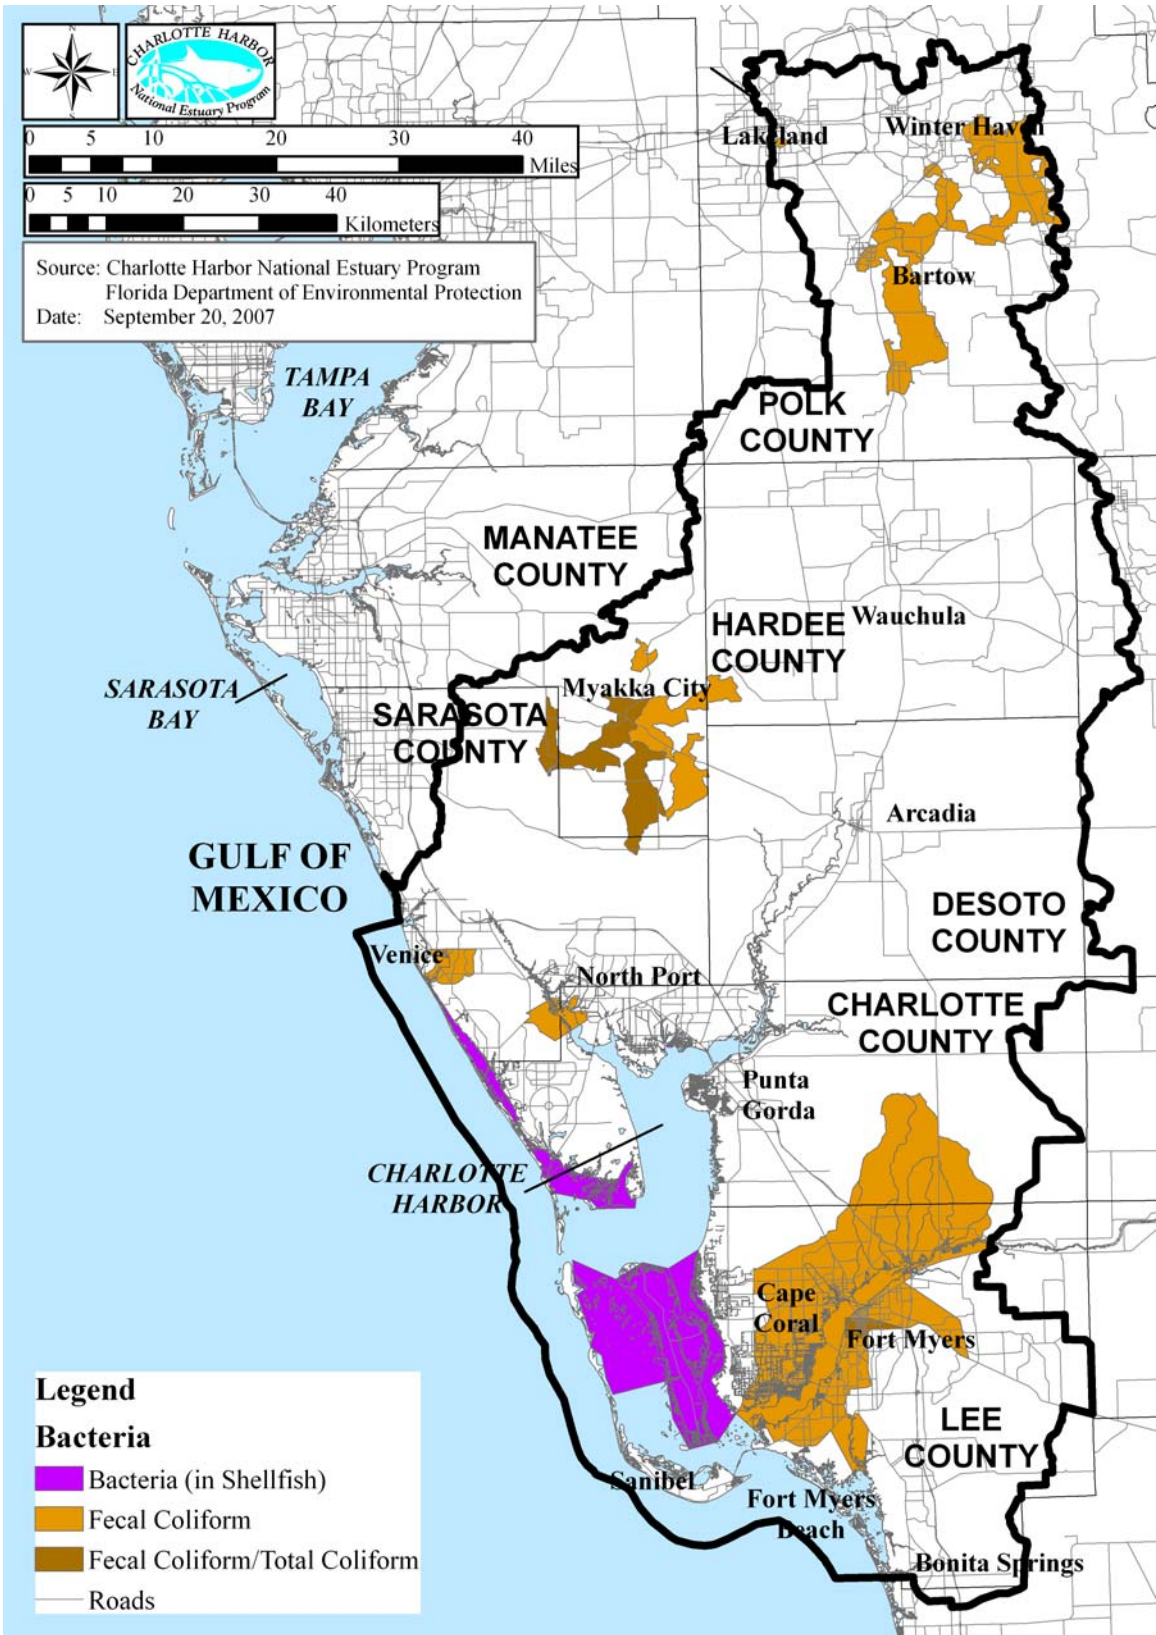 N
W E
S
CHARLOTTE HARBOR
National Estuary Program
0 5 10 20 30 40
Miles
0 5 10 20 30 40
Kilometers
Source: Charlotte Harbor National Estuary Program
Florida Department of Environmental Protection
Date: September 20, 2007
Lakeland
Winter Haven
Bartow
TAMPA
BAY
POLK
COUNTY
MANATEE
COUNTY
HARDEE
COUNTY
Wauchula
SARASOTA
BAY
Myakka City
SARASOTA
COUNTY
Arcadia
GULF OF
MEXICO
DESOTO
COUNTY
Venice
North Port
CHARLOTTE
COUNTY
Punta
Gorda
CHARLOTTE
HARBOR
Cape
Coral
Fort Myers
LEE
COUNTY
Sanibel
Fort Myers
Beach
Bonita Springs
Legend
Bacteria
Bacteria (in Shellfish)
Fecal Coliform
Fecal Coliform/Total Coliform
Roads